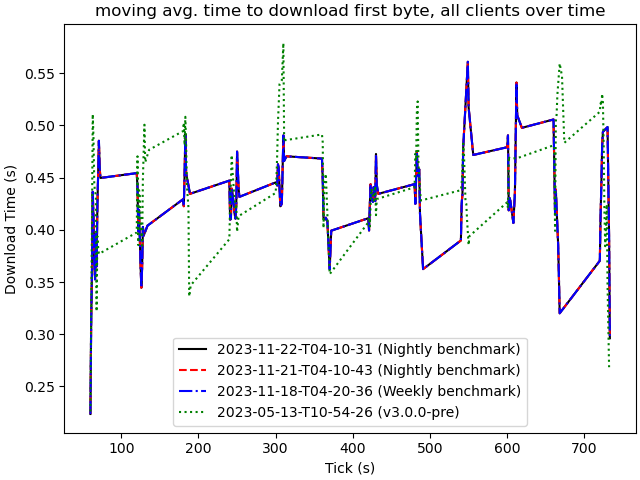 moving avg. time to download first byte, all clients over time
Download Time (s)
0.55
0.50
0.45
0.40
0.35
0.30
0.25
2023-11-22-T04-10-31 (Nightly benchmark)
2023-11-21-T04-10-43 (Nightly benchmark)
2023-11-18-T04-20-36 (Weekly benchmark)
2023-05-13-T10-54-26 (v3.0.0-pre)
100 200 300 400 500 600 700
Tick (s)